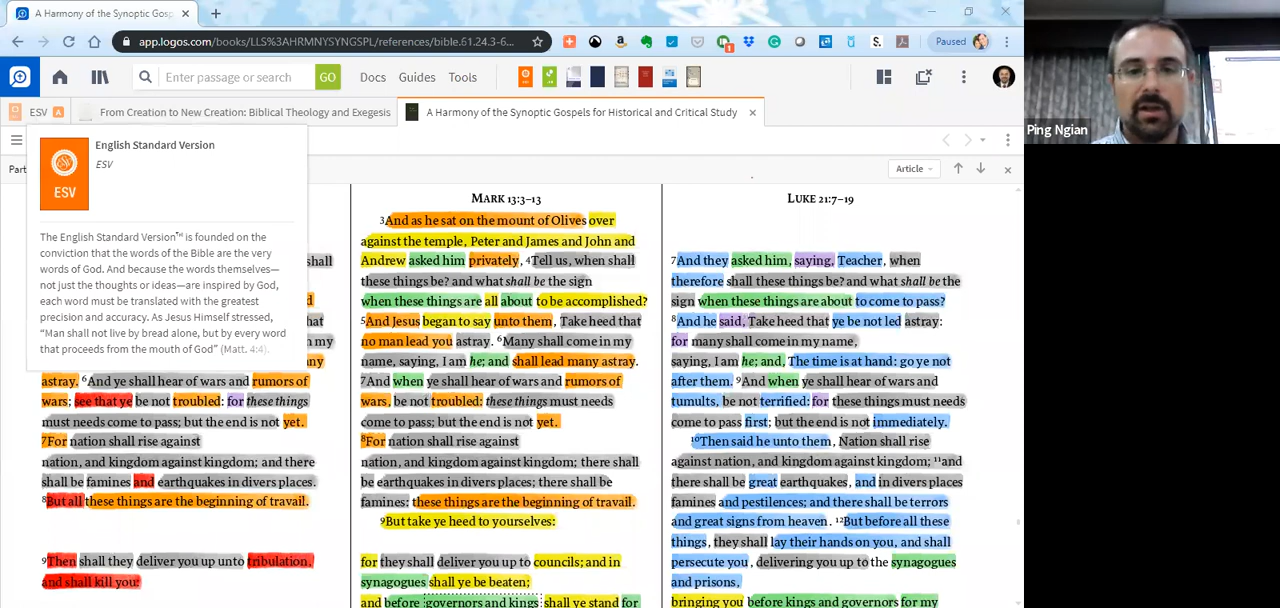 A Harmony of the Synoptic Gosp
app.logos.com/books/LLS%3AHRMNYSYNGSPL/references/bible.61.24.3-6...
1
Paused
Enter passage or search
GO
Docs
Guides
Tools
ESV
A
From Creation to New Creation: Biblical Theology and Exegesis
A Harmony of the Synoptic Gospels for Historical and Critical Study
Part
Article
English Standard Version
ESV
ESV
The English Standard Version™ is founded on the
conviction that the words of the Bible are the very
words of God. And because the words themselves—
not just the thoughts or ideas—are inspired by God,
each word must be translated with the greatest
precision and accuracy. As Jesus Himself stressed,
“Man shall not live by bread alone, but by every word
that proceeds from the mouth of God” (Matt. 4:4).
shall
hat
n my
ny
astray. 6And ye shall hear of wars and rumors of
wars; see that ye be not troubled: for these things
must needs come to pass; but the end is not yet.
7For nation shall rise against
nation, and kingdom against kingdom; and there
shall be famines and earthquakes in divers places.
8But all these things are the beginning of travail.
9Then shall they deliver you up unto tribulation,
and shall kill you:
Mark 13:3–13
3And as he sat on the mount of Olives over
against the temple, Peter and James and John and
Andrew asked him privately, 4Tell us, when shall
these things be? and what shall be the sign
when these things are all about to be accomplished?
5And Jesus began to say unto them, Take heed that
no man lead you astray. 6Many shall come in my
name, saying, I am he; and shall lead many astray.
7And when ye shall hear of wars and rumors of
wars, be not troubled: these things must needs
come to pass; but the end is not yet.
8For nation shall rise against
nation, and kingdom against kingdom; there shall
be earthquakes in divers places; there shall be
famines: these things are the beginning of travail.
9But take ye heed to yourselves:
for they shall deliver you up to councils; and in
synagogues shall ye be beaten;
and before governors and kings shall ye stand for
Luke 21:7–19
7And they asked him, saying, Teacher, when
therefore shall these things be? and what shall be the
sign when these things are about to come to pass?
8And he said, Take heed that ye be not led astray:
for many shall come in my name,
saying, I am he; and, The time is at hand: go ye not
after them. 9And when ye shall hear of wars and
tumults, be not terrified: for these things must needs
come to pass first; but the end is not immediately.
10Then said he unto them, Nation shall rise
against nation, and kingdom against kingdom; 11and
there shall be great earthquakes, and in divers places
famines and pestilences; and there shall be terrors
and great signs from heaven. 12But before all these
things, they shall lay their hands on you, and shall
persecute you, delivering you up to the synagogues
and prisons,
bringing you before kings and governors for my
Ping Ngian